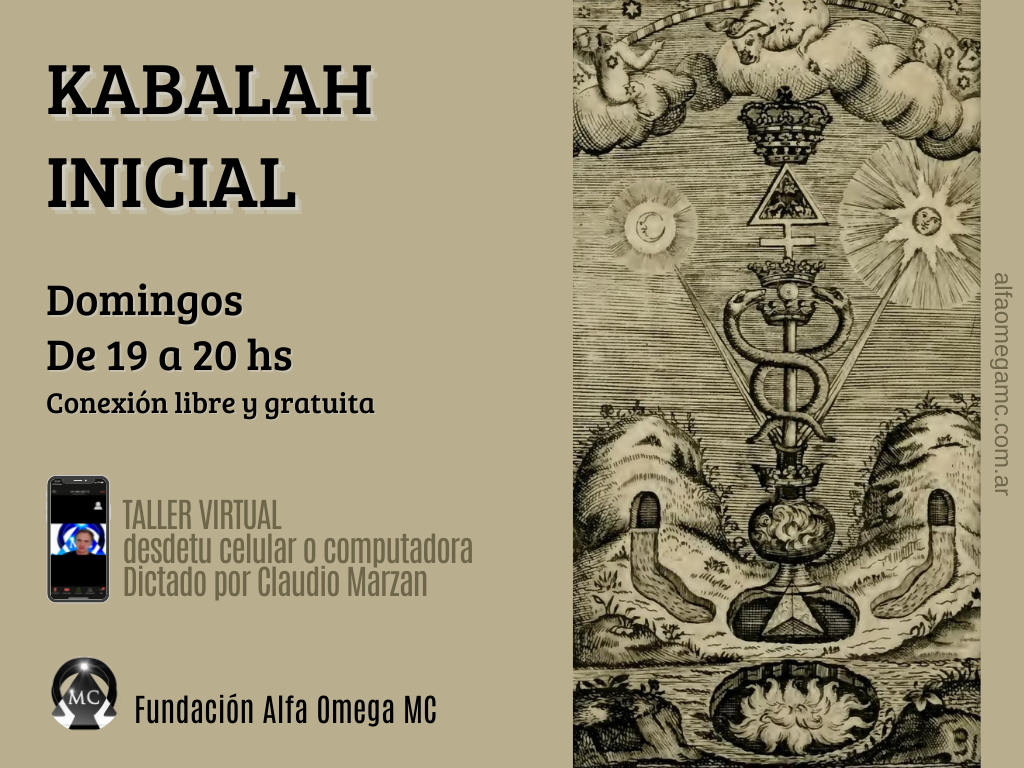 KABALAH
INICIAL
Domingos
De 19 a 20 hs
Conexión libre y gratuita
TALLER VIRTUAL
desdetu celular o computadora
Dictado por Claudio Marzan
MC
Fundación Alfa Omega MC
alfaomegamc.com.ar